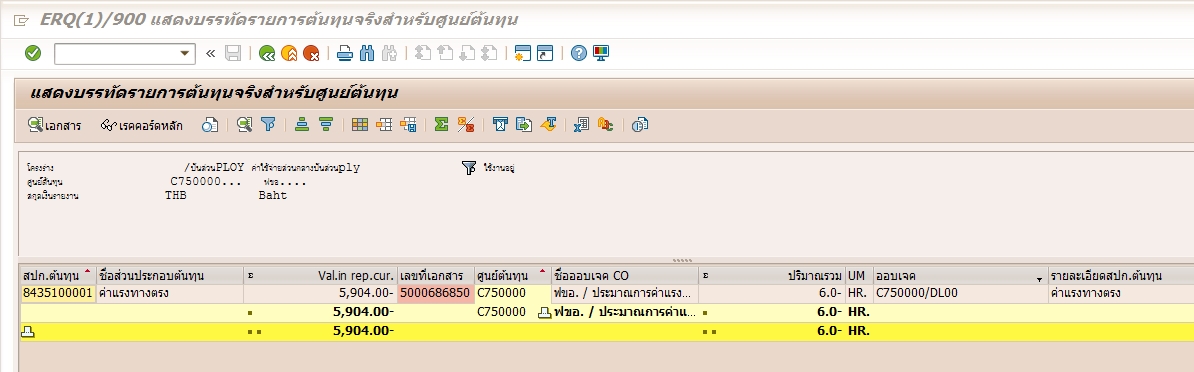 ERQ(1)/900 แสดงบรรทัดรายการต้นทุนจริงสำหรับศูนย์ต้นทุน
แสดงบรรทัดรายการต้นทุนจริงสำหรับศูนย์ต้นทุน
เอกสาร เรคคอร์ดหลัก
โครงร่าง /ปันส่วนPLOY ค่าใช้จ่ายส่วนกลางปันส่วนply ใช้งานอยู่
ศูนย์ต้นทุน C750000... ฟขอ....
สกุลเงินรายงาน THB Baht
สปก.ต้นทุน ชื่อส่วนประกอบต้นทุน Σ Val.in rep.cur. เลขที่เอกสาร ศูนย์ต้นทุน ชื่อออบเจค CO Σ ปริมาณรวม UM ออบเจค รายละเอียดสปก.ต้นทุน
8435100001 ค่าแรงทางตรง 5,904.00- 5000686850 C750000 ฟขอ. / ประมาณการค่าแรง... 6.0- HR. C750000/DL00 ค่าแรงทางตรง
5,904.00- C750000 ฟขอ. / ประมาณการค่าแ... 6.0- HR.
5,904.00- 6.0- HR.